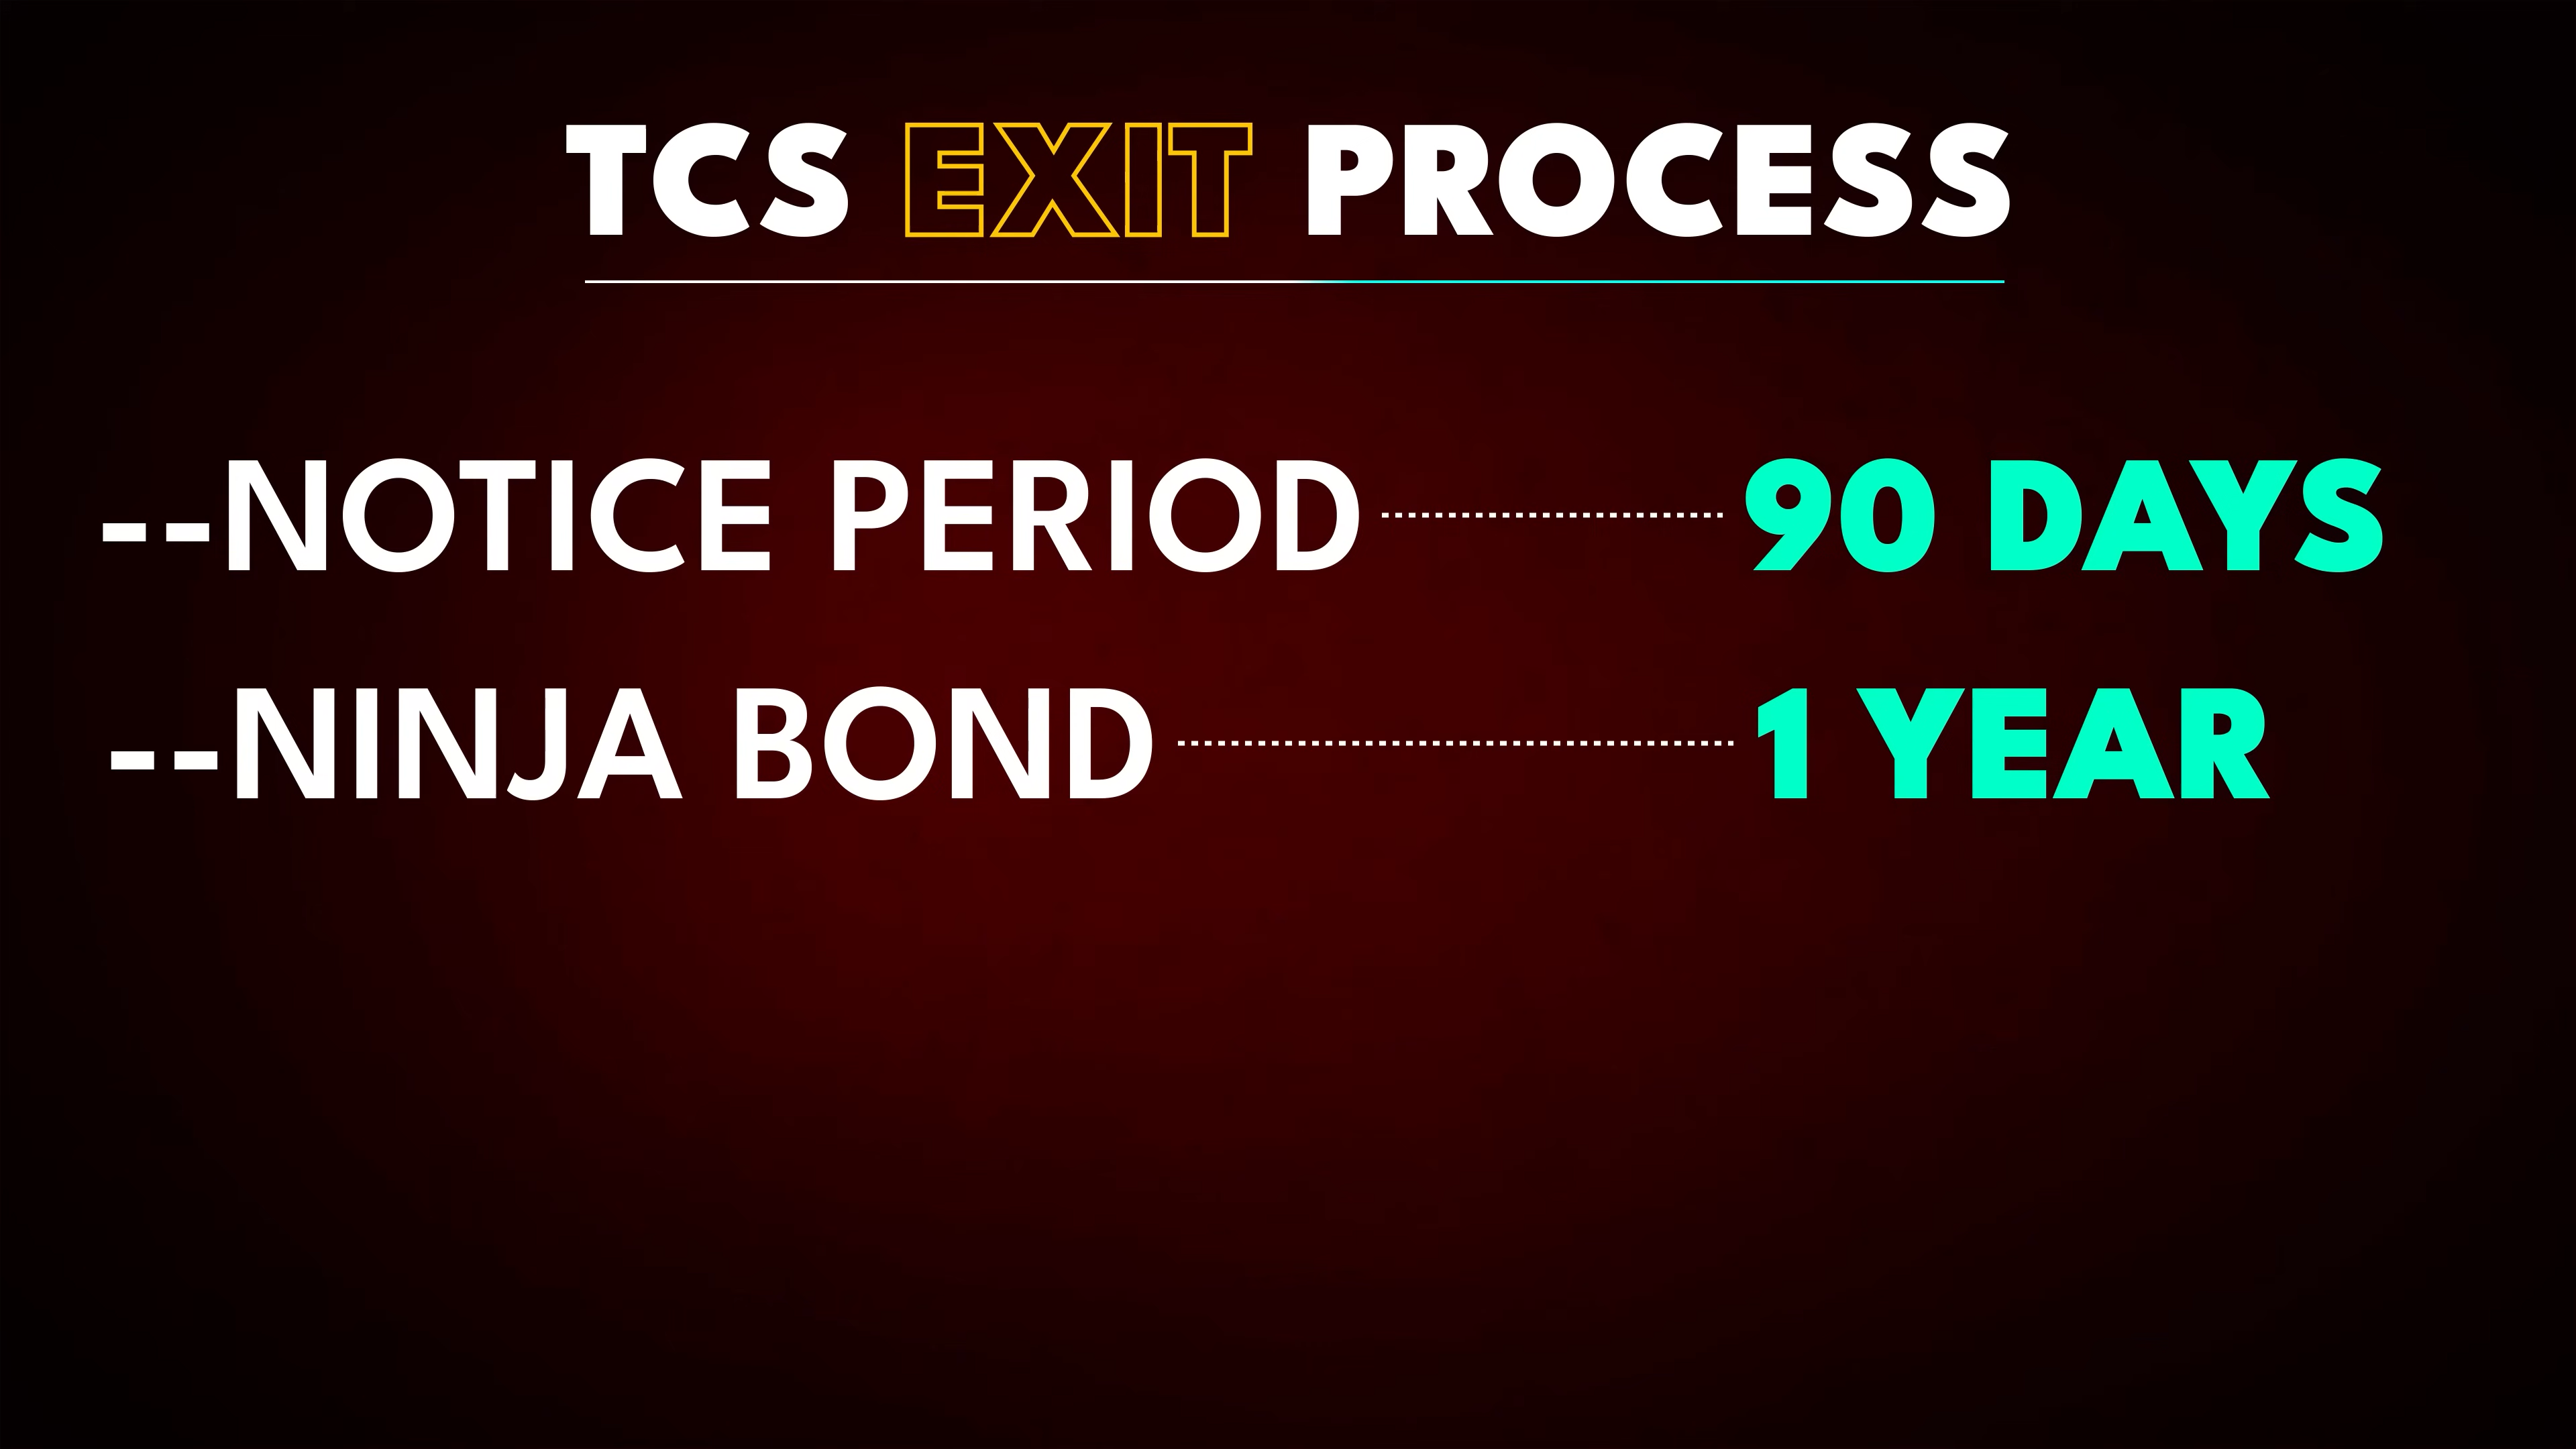 TCS EXIT PROCESS
--NOTICE PERIOD 90 DAYS
--NINJA BOND 1 YEAR